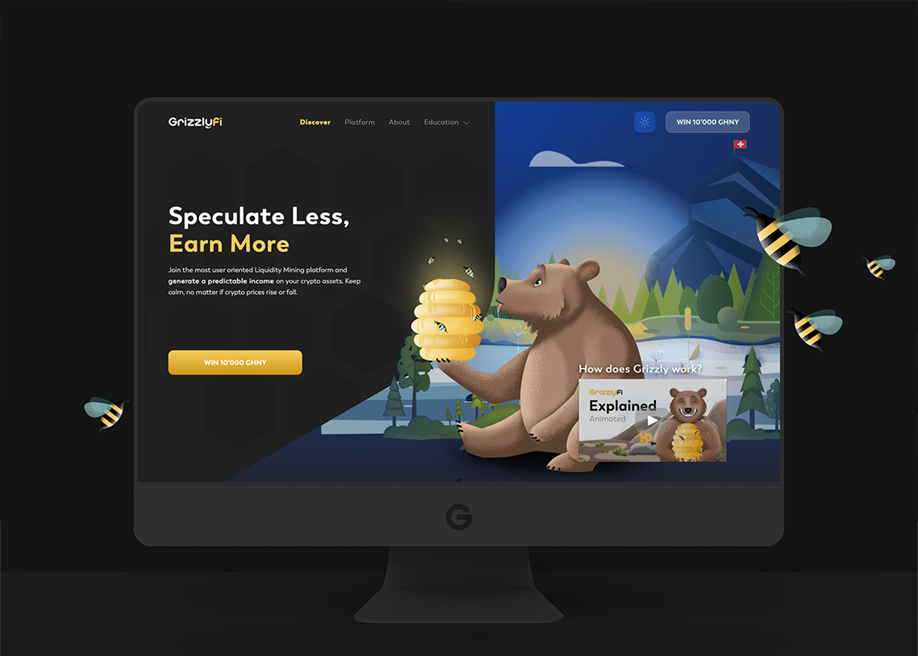 GrizzlyFi
Discover
Platform
About
Education
WIN 10'000 GHNY
Speculate Less,
Earn More
Join the most user oriented Liquidity Mining platform and
generate a predictable income on your crypto assets. Keep
calm, no matter if crypto prices rise or fall.
WIN 10'000 GHNY
How does Grizzly work?
GrizzlyFi
Explained
Animated
G